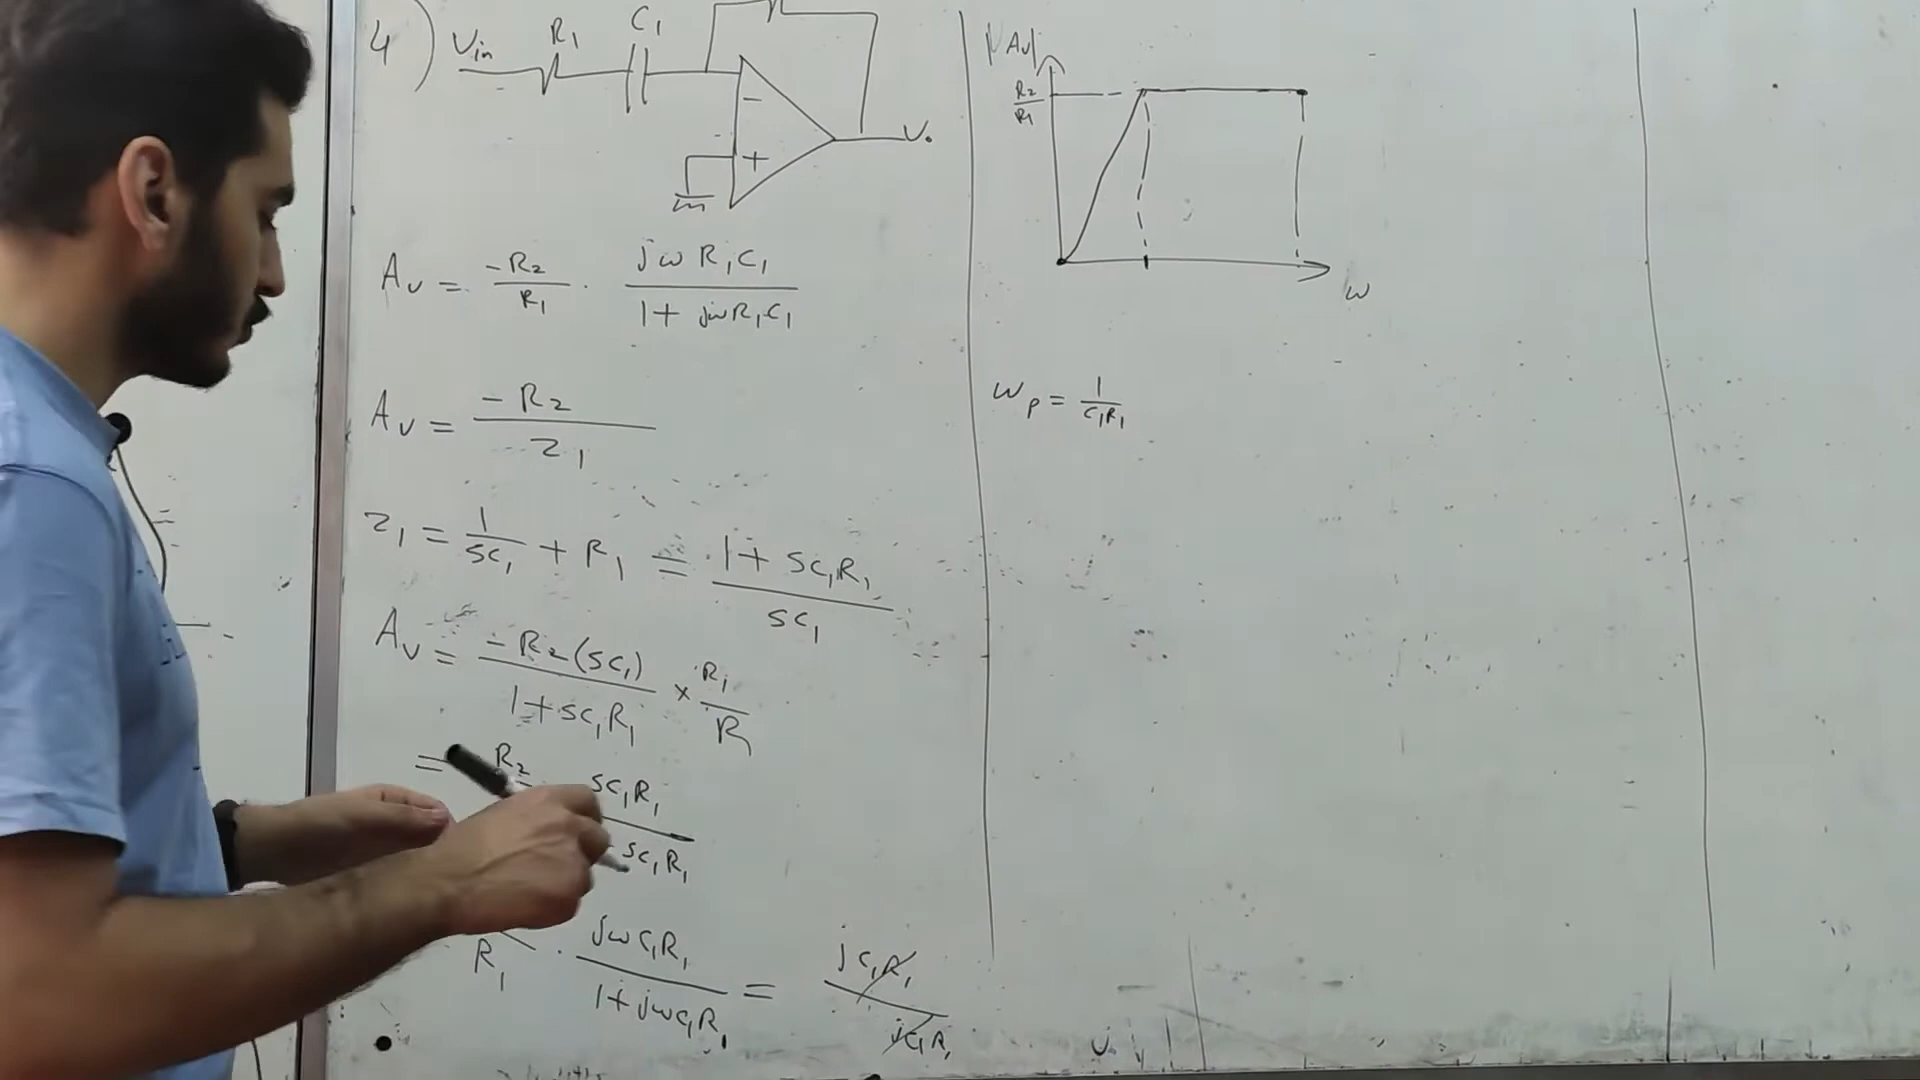 4)
Vin R1 C1
-
+
Vo
Av = -R2/R1 . jωR1C1/1 + jωR1C1
Av = -R2/Z1
Z1 = 1/SC1 + R1 = 1 + SC1R1/SC1
Av = -R2(SC1)/1 + SC1R1 × R1/R1
= R2 SC1R1/SC1R1
R1 . jωC1R1/1 + jωC1R1 = jC1R1/jC1R1
|Av|
R2/R1
ω
ωp = 1/C1R1